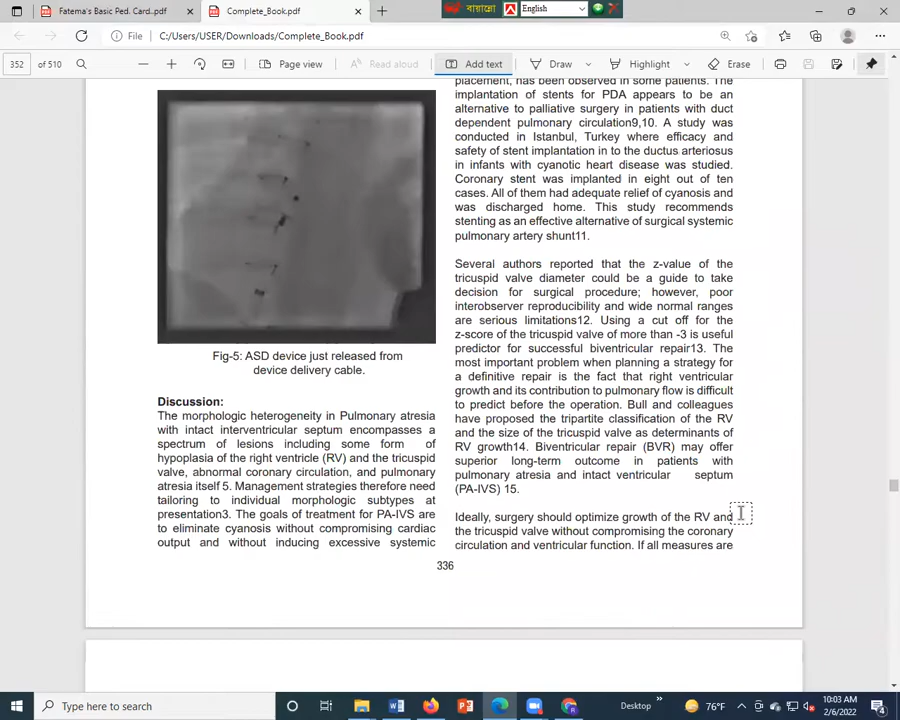 Fatema's Basic Ped. Card..pdf
Complete_Book.pdf
বায়ান্নো
English
File
C:/Users/USER/Downloads/Complete_Book.pdf
352 of 510
Page view
Read aloud
Add text
Draw
Highlight
Erase
Fig-5: ASD device just released from
device delivery cable.
Discussion:
The morphologic heterogeneity in Pulmonary atresia
with intact interventricular septum encompasses a
spectrum of lesions including some form of
hypoplasia of the right ventricle (RV) and the tricuspid
valve, abnormal coronary circulation, and pulmonary
atresia itself 5. Management strategies therefore need
tailoring to individual morphologic subtypes at
presentation3. The goals of treatment for PA-IVS are
to eliminate cyanosis without compromising cardiac
output and without inducing excessive systemic
placement, has been observed in some patients. The
implantation of stents for PDA appears to be an
alternative to palliative surgery in patients with duct
dependent pulmonary circulation9,10. A study was
conducted in Istanbul, Turkey where efficacy and
safety of stent implantation in to the ductus arteriosus
in infants with cyanotic heart disease was studied.
Coronary stent was implanted in eight out of ten
cases. All of them had adequate relief of cyanosis and
was discharged home. This study recommends
stenting as an effective alternative of surgical systemic
pulmonary artery shunt11.
Several authors reported that the z-value of the
tricuspid valve diameter could be a guide to take
decision for surgical procedure; however, poor
interobserver reproducibility and wide normal ranges
are serious limitations12. Using a cut off for the
z-score of the tricuspid valve of more than -3 is useful
predictor for successful biventricular repair13. The
most important problem when planning a strategy for
a definitive repair is the fact that right ventricular
growth and its contribution to pulmonary flow is difficult
to predict before the operation. Bull and colleagues
have proposed the tripartite classification of the RV
and the size of the tricuspid valve as determinants of
RV growth14. Biventricular repair (BVR) may offer
superior long-term outcome in patients with
pulmonary atresia and intact ventricular septum
(PA-IVS) 15.
Ideally, surgery should optimize growth of the RV and
the tricuspid valve without compromising the coronary
circulation and ventricular function. If all measures are
336
Type here to search
Desktop
76°F
10:03 AM
2/6/2022